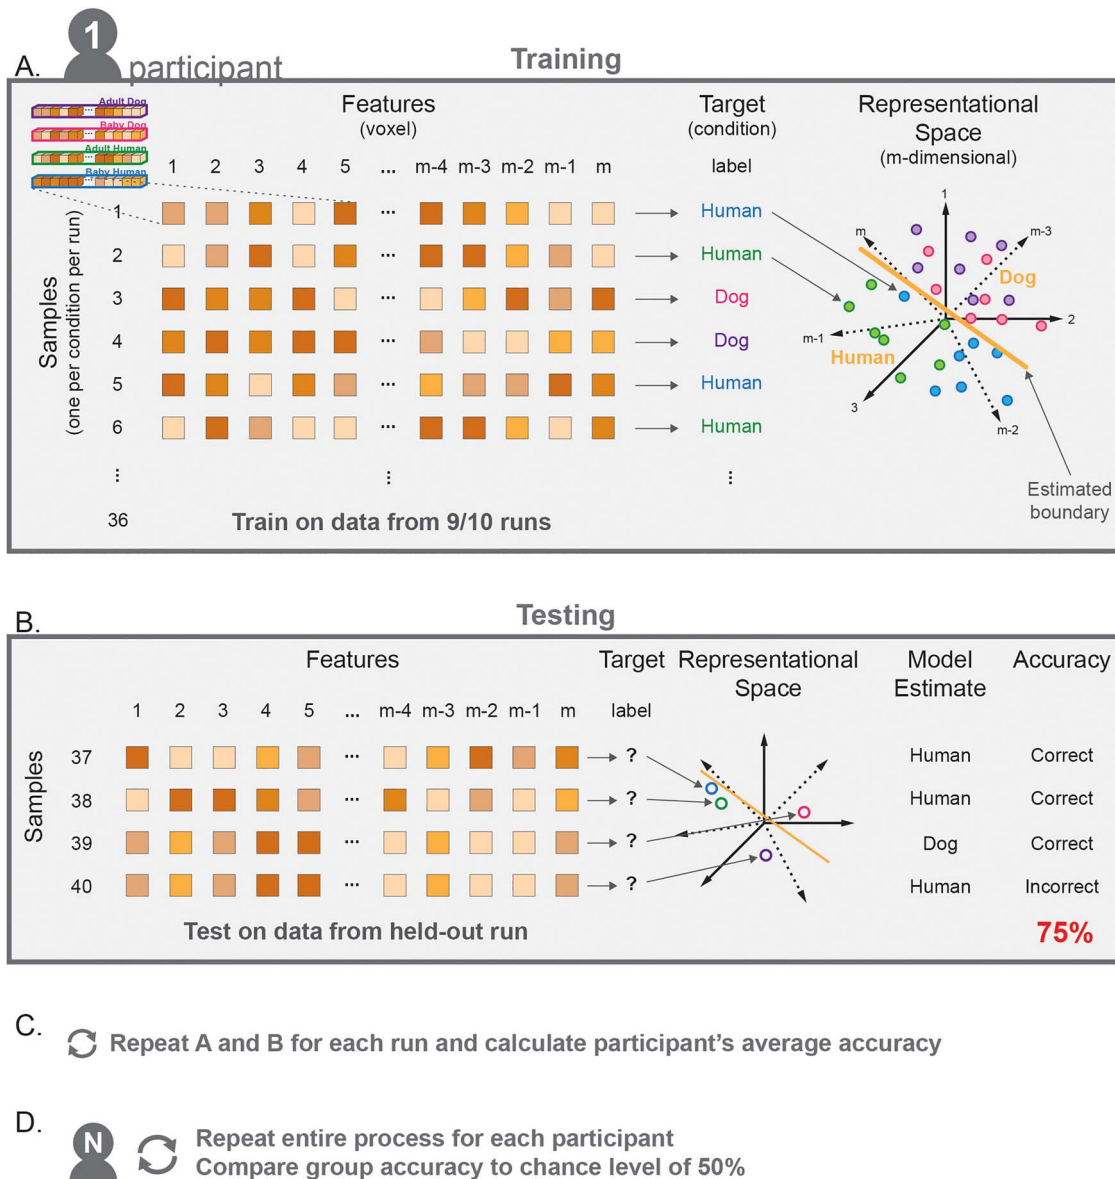 1
A.
participant
Training
Adult Dog
Baby Dog
Adult Human
Baby Human
Features
(voxel)
Target
(condition)
Representational
Space
(m-dimensional)
1 2 3 4 5 ... m-4 m-3 m-2 m-1 m
label
Samples
(one per condition per run)
1 ... Human
2 ... Human
3 ... Dog
4 ... Dog
5 ... Human
6 ... Human
⋮ ⋮ ⋮
36
Train on data from 9/10 runs
1
m
m-3
Dog
2
m-1
Human
3
m-2
Estimated
boundary
B.
Testing
Features
Target
Representational
Space
Model
Estimate
Accuracy
1 2 3 4 5 ... m-4 m-3 m-2 m-1 m
label
Samples
37 ... ? Human Correct
38 ... ? Human Correct
39 ... ? Dog Correct
40 ... ? Human Incorrect
Test on data from held-out run
75%
C.
Repeat A and B for each run and calculate participant's average accuracy
D.
N
Repeat entire process for each participant
Compare group accuracy to chance level of 50%